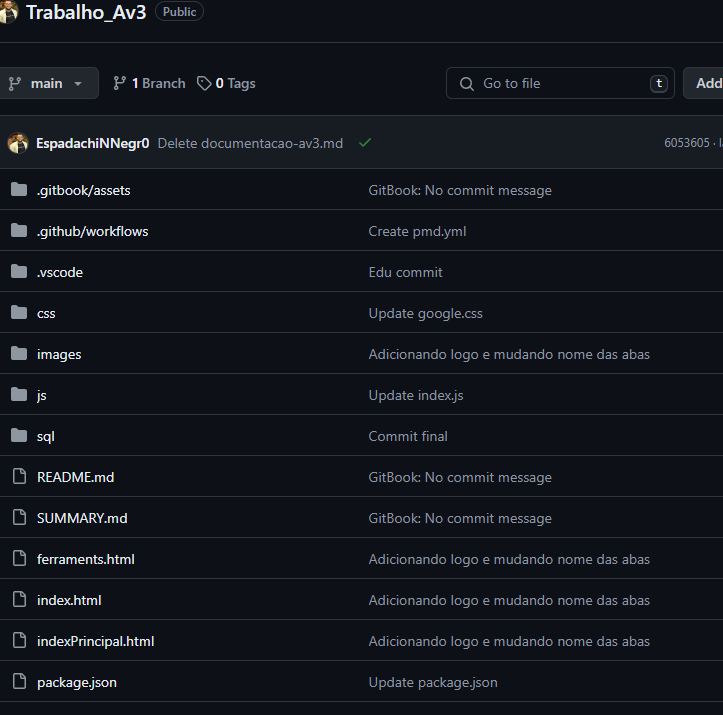 Trabalho_Av3 Public
main 1 Branch 0 Tags Go to file t Add
EspadachiNNegr0 Delete documentacao-av3.md 6053605 ·
.gitbook/assets GitBook: No commit message
.github/workflows Create pmd.yml
.vscode Edu commit
css Update google.css
images Adicionando logo e mudando nome das abas
js Update index.js
sql Commit final
README.md GitBook: No commit message
SUMMARY.md GitBook: No commit message
ferraments.html Adicionando logo e mudando nome das abas
index.html Adicionando logo e mudando nome das abas
indexPrincipal.html Adicionando logo e mudando nome das abas
package.json Update package.json